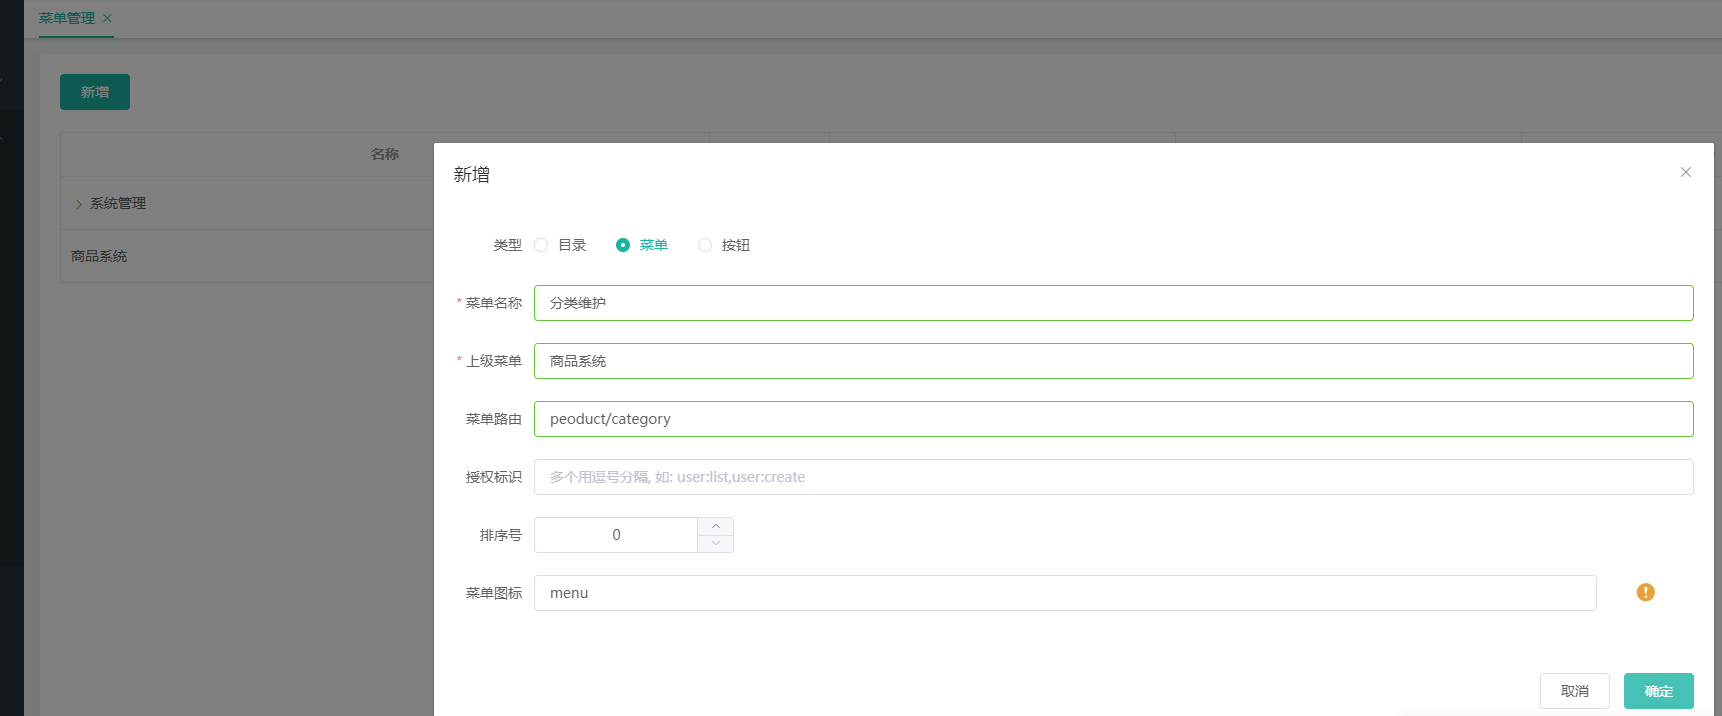 菜单管理
新增
名称
系统管理
商品系统
新增
类型 目录 菜单 按钮
* 菜单名称 分类维护
* 上级菜单 商品系统
菜单路由 peoduct/category
授权标识 多个用逗号分隔, 如: user:list,user:create
排序号 0
菜单图标 menu
取消 确定